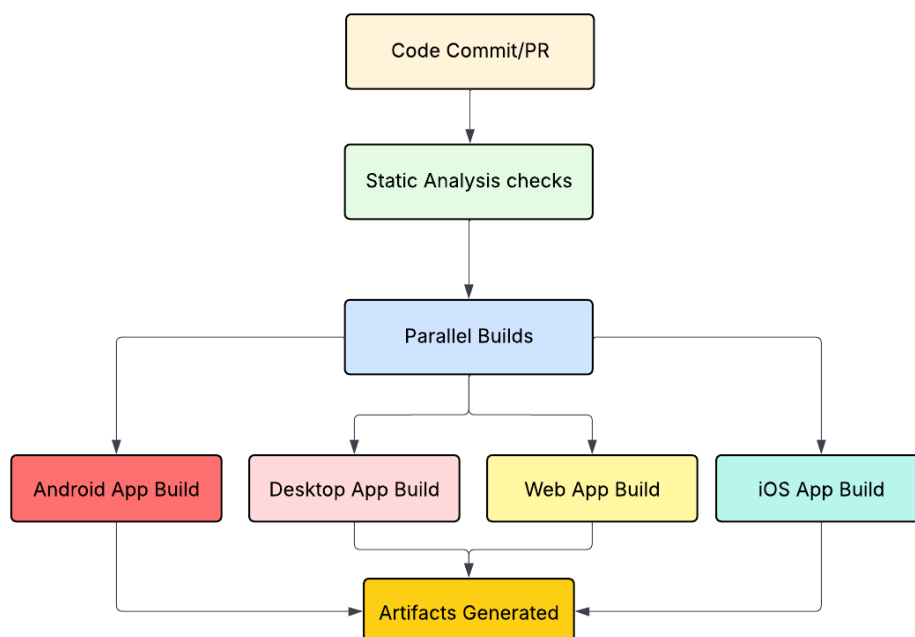 Code Commit/PR
Static Analysis checks
Parallel Builds
Android App Build
Desktop App Build
Web App Build
iOS App Build
Artifacts Generated